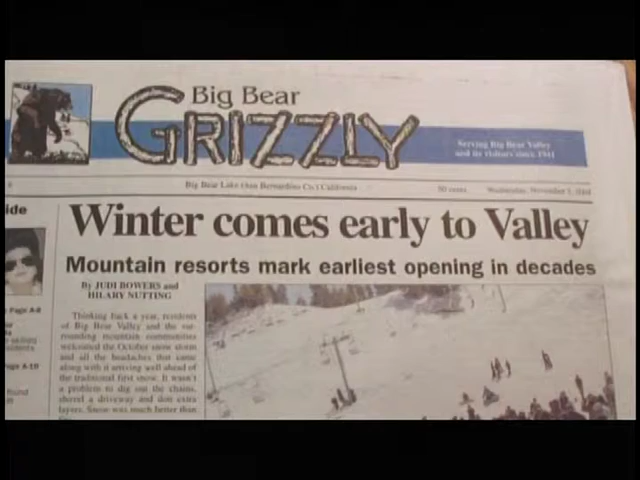 Big Bear
GRIZZLY
Serving Big Bear Valley
and its visitors since 1941
Big Bear Lake (San Bernardino Co.) California
50 cents
Wednesday, November 3,
ide
Winter comes early to Valley
Mountain resorts mark earliest opening in decades
By JUDI BOWERS and
HILARY NUTTING
Thinking back a year, residents
of Big Bear Valley and the sur-
rounding mountain communities
welcomed the October snow storm
and all the headaches that came
along with it arriving well ahead of
the traditional first snow. It wasn't
a problem to dig out the chains,
shovel a driveway and don extra
layers. Snow was much better than
Page A-8